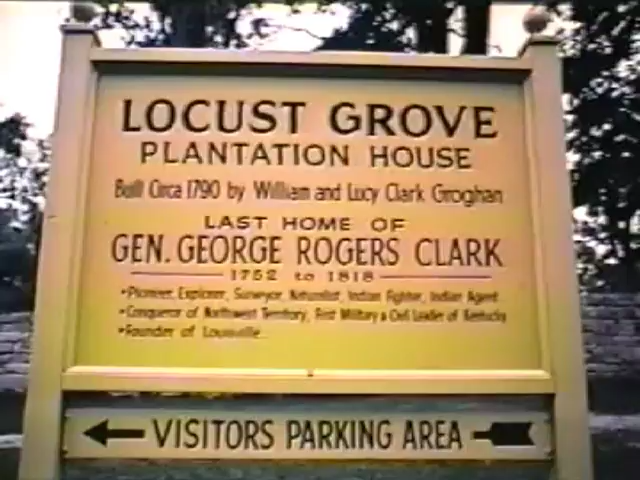 LOCUST GROVE
PLANTATION HOUSE
Built Circa 1790 by William and Lucy Clark Groghan
LAST HOME OF
GEN. GEORGE ROGERS CLARK
1752 to 1818
•Pioneer, Explorer, Surveyor, Naturalist, Indian Fighter, Indian Agent
•Conqueror of Northwest Territory, First Military & Civil Leader of Kentucky
•Founder of Louisville
VISITORS PARKING AREA